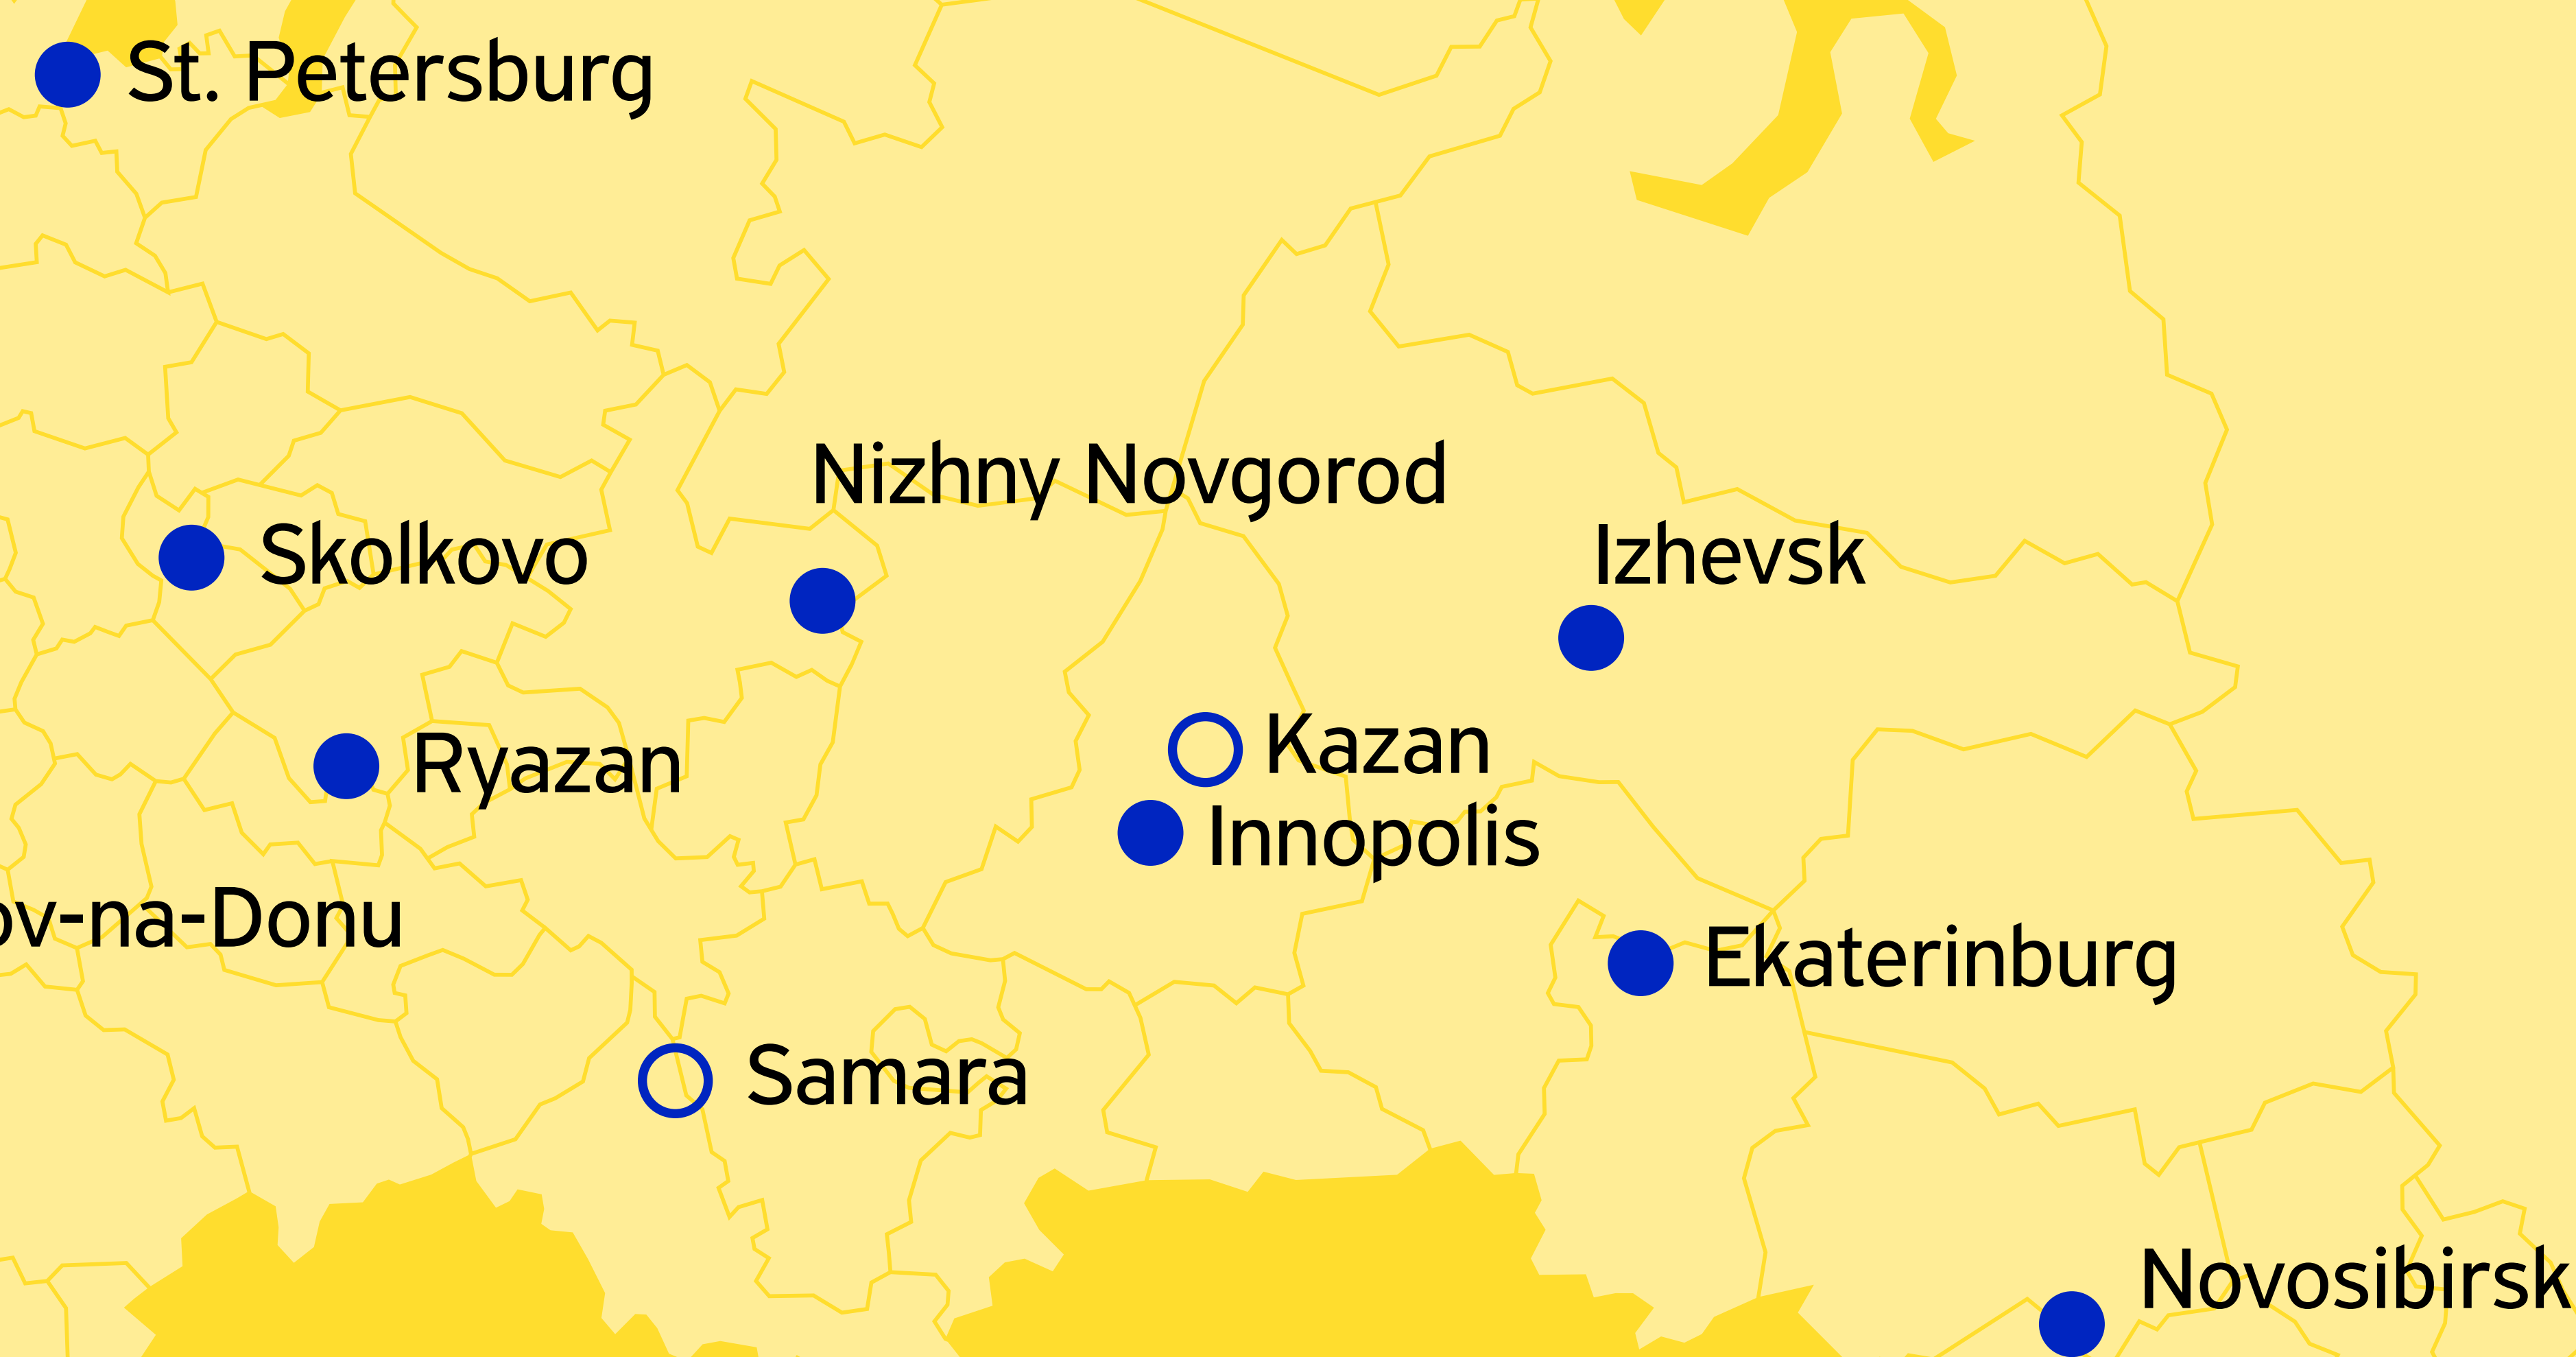 St. Petersburg
Nizhny Novgorod
Skolkovo
Izhevsk
Kazan
Ryazan
Innopolis
ov-na-Donu
Ekaterinburg
Samara
Novosibirsk